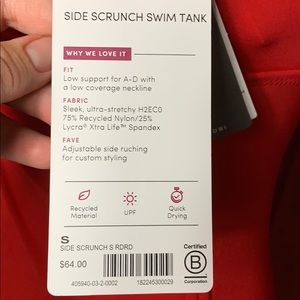 SIDE SCRUNCH SWIM TANK
WHY WE LOVE IT
FIT
Low support for A-D with
a low coverage neckline
FABRIC
Sleek, ultra-stretchy H2ECO
75% Recycled Nylon/25%
Lycra® Xtra Life™ Spandex
FAVE
Adjustable side ruching
for custom styling
Recycled
Material
UPF
Quick
Drying
S
SIDE SCRUNCH S RDRD
$64.00
405940-03-2-0002
182245300029
Certified
B
Corporation